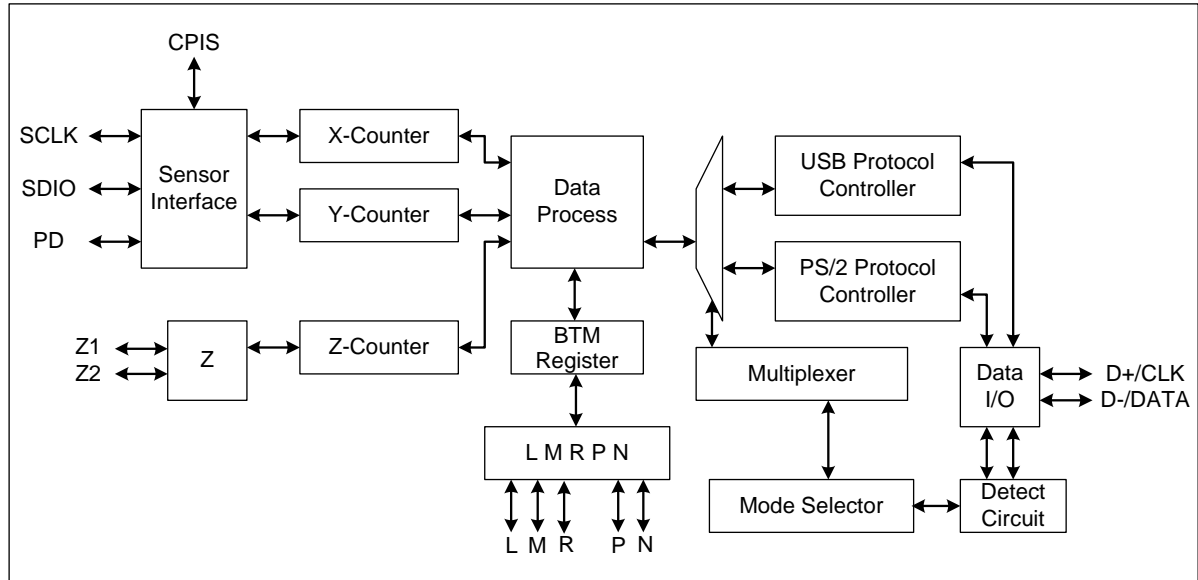 CPIS
SCLK
SDIO
PD
Sensor
Interface
X-Counter
Y-Counter
Data
Process
USB Protocol
Controller
PS/2 Protocol
Controller
Z1
Z2
Z
Z-Counter
BTM
Register
Multiplexer
Data
I/O
D+/CLK
D-/DATA
L M R P N
Mode Selector
Detect
Circuit
L M R P N